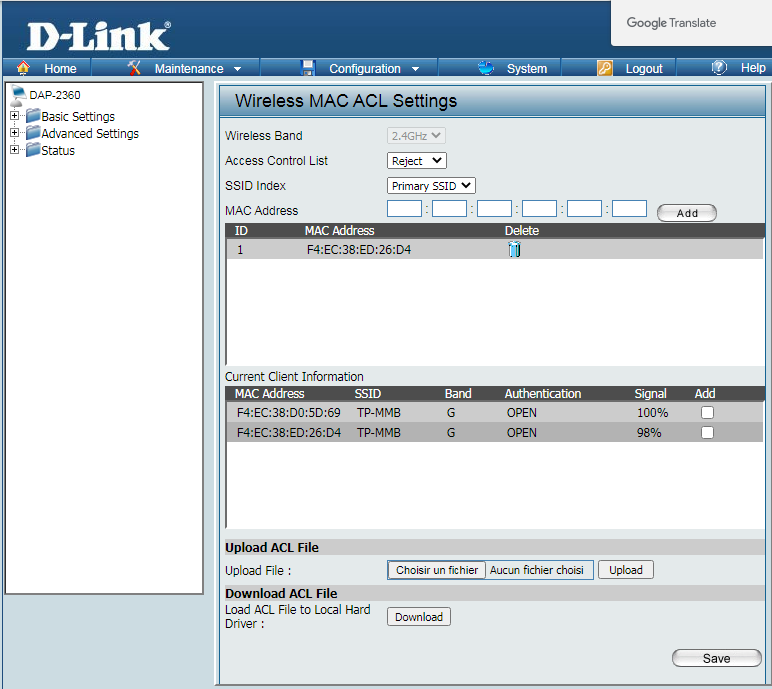 Google Translate
D-Link®
Home Maintenance Configuration System Logout Help
DAP-2360
Basic Settings
Advanced Settings
Status
Wireless MAC ACL Settings
Wireless Band 2.4GHz
Access Control List Reject
SSID Index Primary SSID
MAC Address : : : : : Add
ID MAC Address Delete
1 F4:EC:38:ED:26:D4
Current Client Information
MAC Address SSID Band Authentication Signal Add
F4:EC:38:D0:5D:69 TP-MMB G OPEN 100%
F4:EC:38:ED:26:D4 TP-MMB G OPEN 98%
Upload ACL File
Upload File : Choisir un fichier Aucun fichier choisi Upload
Download ACL File
Load ACL File to Local Hard
Driver : Download
Save